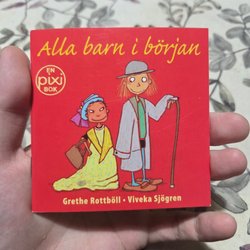 Alla barn i början
EN
pixi
BOK
Grethe Rottböll • Viveka Sjögren